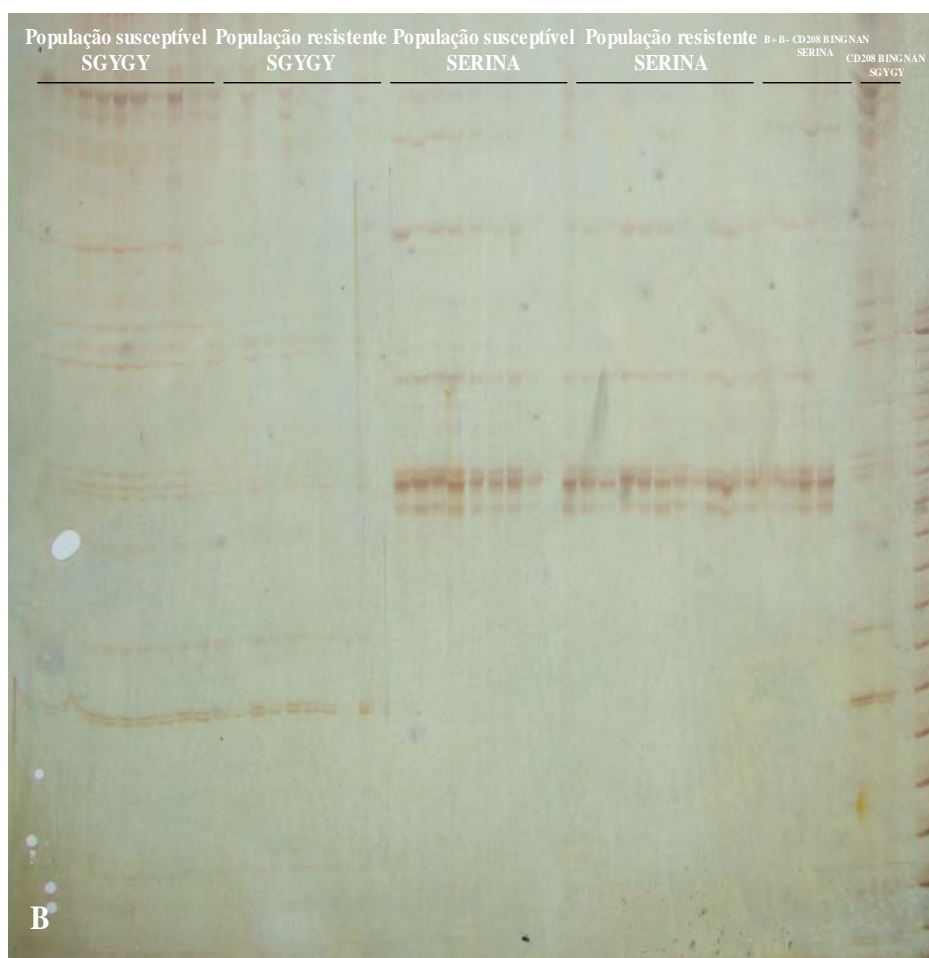 População susceptível
SGYGY
População resistente
SGYGY
População susceptível
SERINA
População resistente
SERINA
B+ B- CD208 BINGNAN
SERINA
CD208 BINGNAN
SGYGY
B